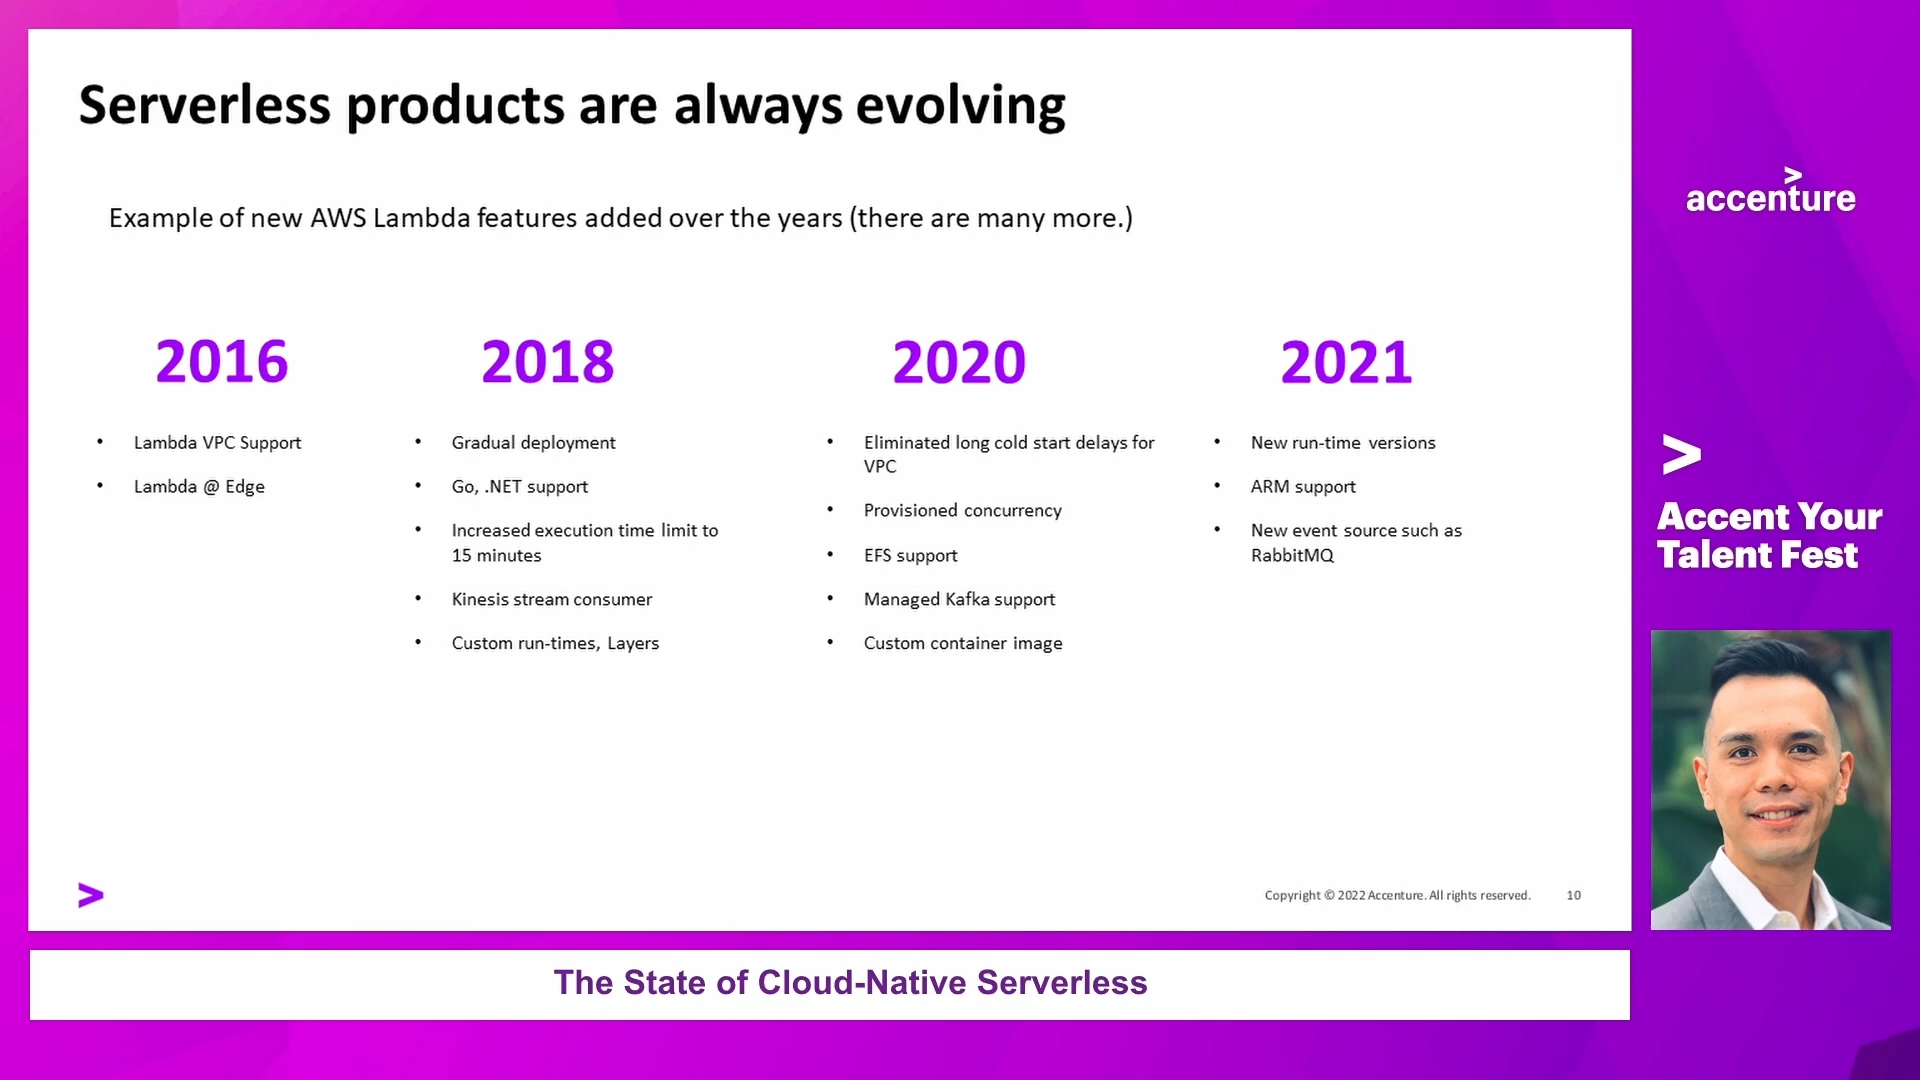 Serverless products are always evolving
Example of new AWS Lambda features added over the years (there are many more.)
2016
• Lambda VPC Support
• Lambda @ Edge
2018
• Gradual deployment
• Go, .NET support
• Increased execution time limit to
15 minutes
• Kinesis stream consumer
• Custom run-times, Layers
2020
• Eliminated long cold start delays for
VPC
• Provisioned concurrency
• EFS support
• Managed Kafka support
• Custom container image
2021
• New run-time versions
• ARM support
• New event source such as
RabbitMQ
>
Copyright © 2022 Accenture. All rights reserved. 10
The State of Cloud-Native Serverless
accenture
>
Accent Your
Talent Fest